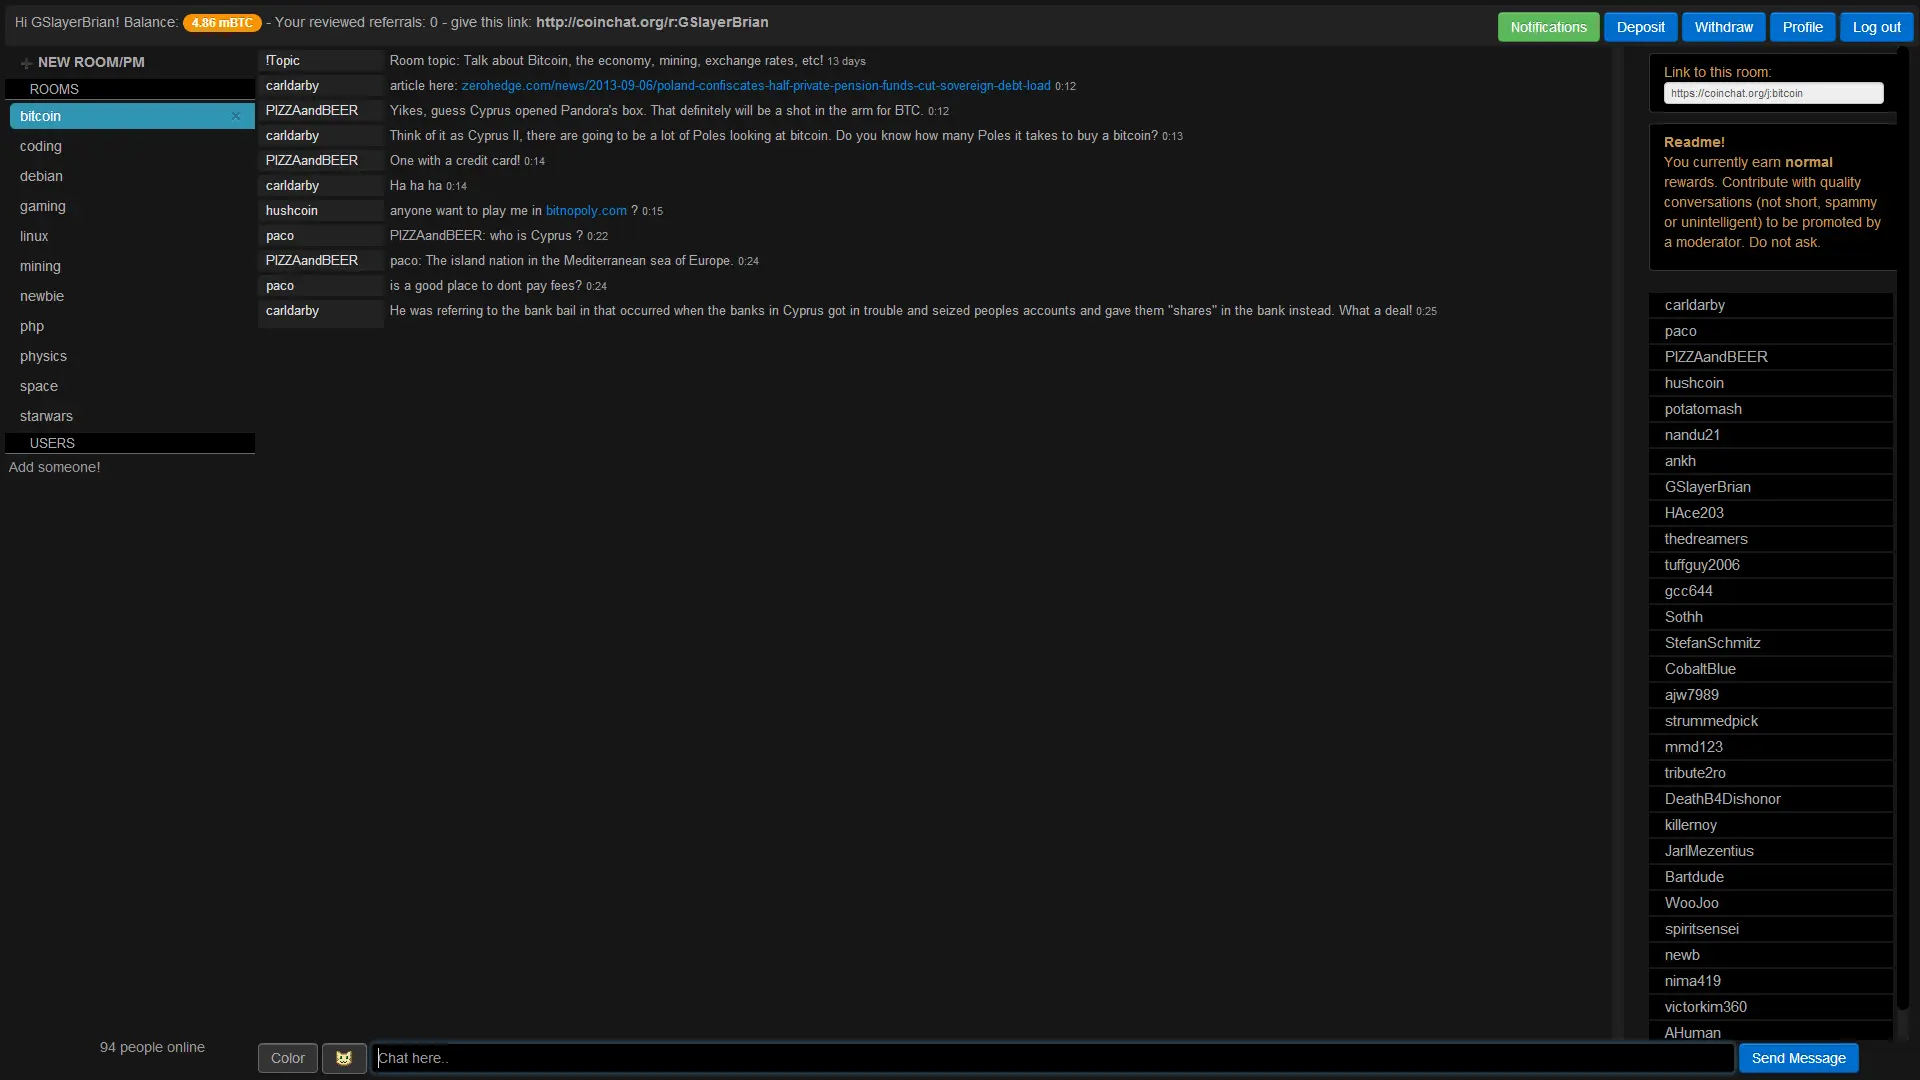 Hi GSlayerBrian! Balance: 4.86 mBTC - Your reviewed referrals: 0 - give this link: http://coinchat.org/r:GSlayerBrian
Notifications
Deposit
Withdraw
Profile
Log out
NEW ROOM/PM
ROOMS
bitcoin
coding
debian
gaming
linux
mining
newbie
php
physics
space
starwars
USERS
Add someone!
94 people online
!Topic Room topic: Talk about Bitcoin, the economy, mining, exchange rates, etc! 13 days
carldarby article here: zerohedge.com/news/2013-09-06/poland-confiscates-half-private-pension-funds-cut-sovereign-debt-load 0:12
PIZZAandBEER Yikes, guess Cyprus opened Pandora's box. That definitely will be a shot in the arm for BTC. 0:12
carldarby Think of it as Cyprus II, there are going to be a lot of Poles looking at bitcoin. Do you know how many Poles it takes to buy a bitcoin? 0:13
PIZZAandBEER One with a credit card! 0:14
carldarby Ha ha ha 0:14
hushcoin anyone want to play me in bitnopoly.com ? 0:15
paco PIZZAandBEER: who is Cyprus ? 0:22
PIZZAandBEER paco: The island nation in the Mediterranean sea of Europe. 0:24
paco is a good place to dont pay fees? 0:24
carldarby He was referring to the bank bail in that occurred when the banks in Cyprus got in trouble and seized peoples accounts and gave them "shares" in the bank instead. What a deal! 0:25
Color
Chat here..
Send Message
Link to this room:
https://coinchat.org/j:bitcoin
Readme!
You currently earn normal
rewards. Contribute with quality
conversations (not short, spammy
or unintelligent) to be promoted by
a moderator. Do not ask.
carldarby
paco
PIZZAandBEER
hushcoin
potatomash
nandu21
ankh
GSlayerBrian
HAce203
thedreamers
tuffguy2006
gcc644
Sothh
StefanSchmitz
CobaltBlue
ajw7989
strummedpick
mmd123
tribute2ro
DeathB4Dishonor
killernoy
JarlMezentius
Bartdude
WooJoo
spiritsensei
newb
nima419
victorkim360
AHuman